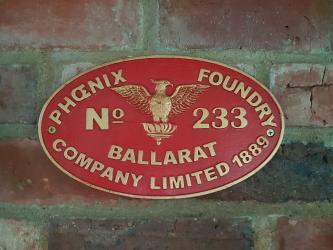 PHŒNIX FOUNDRY
Nº 233
BALLARAT
COMPANY LIMITED 1889